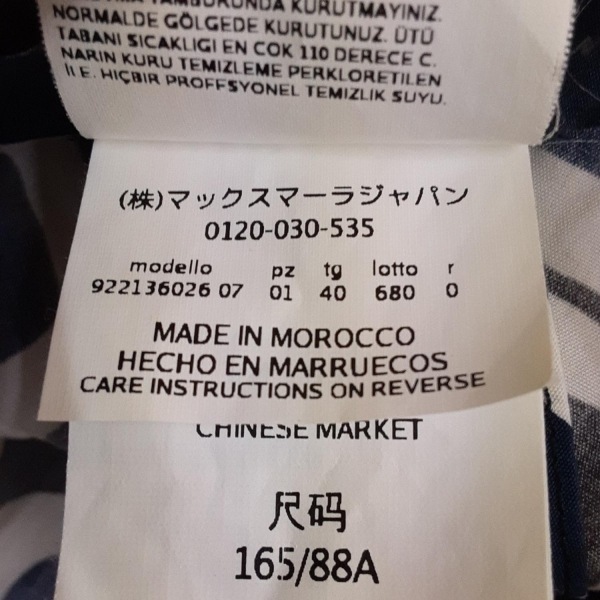 TAMBURUNDA KURUTMAYINIZ.
NORMALDE GÖLGEDE KURUTUNUZ. ÜTÜ
TABANI SICAKLIGI EN COK 110 DERECE C.
NARIN KURU TEMIZLEME PERKLORETILEN
ILE. HIÇBIR PROFFSYONEL TEMIZLIK SUYU.
(株)マックスマーラジャパン
0120-030-535
modello pz tg lotto r
922136026 07 01 40 680 0
MADE IN MOROCCO
HECHO EN MARRUECOS
CARE INSTRUCTIONS ON REVERSE
CHINESE MARKET
尺码
165/88A